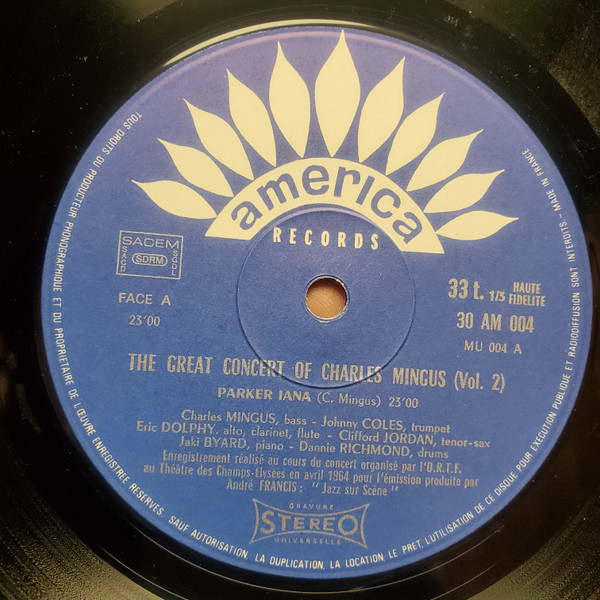 america
RECORDS
SACEM
SACD
SDRM
SGDL
FACE A
23'00
33 t. 1/3 HAUTE FIDELITE
30 AM 004
MU 004 A
THE GREAT CONCERT OF CHARLES MINGUS (Vol. 2)
PARKER IANA (C. Mingus) 23'00
Charles MINGUS, bass - Johnny COLES, trumpet
Eric DOLPHY. alto, clarinet, flute - Clifford JORDAN, tenor-sax
Jaki BYARD, piano - Dannie RICHMOND, drums
Enregistrement réalisé au cours du concert organisé par l'O.R.T.F.
au Théâtre des Champs-Elysées en avril 1964 pour l'émission produite par
André FRANCIS : "Jazz sur Scène"
GRAVURE
STEREO
UNIVERSELLE
TOUS DROITS DU PRODUCTEUR PHONOGRAPHIQUE ET DU PROPRIETAIRE DE L'ŒUVRE ENREGISTREE RESERVES. SAUF AUTORISATION, LA DUPLICATION, LA LOCATION, LE PRET, L'UTILISATION DE CE DISQUE POUR EXECUTION PUBLIQUE ET RADIODIFFUSION SONT INTERDITS - MADE IN FRANCE